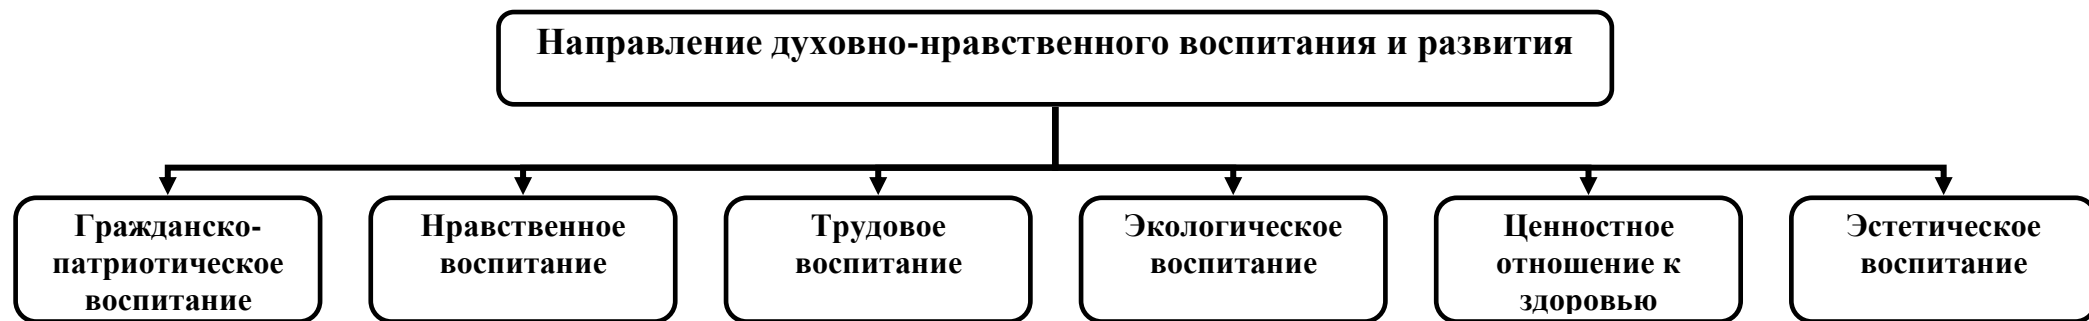 Направление духовно-нравственного воспитания и развития
Гражданско-
патриотическое
воспитание
Нравственное
воспитание
Трудовое
воспитание
Экологическое
воспитание
Ценностное
отношение к
здоровью
Эстетическое
воспитание